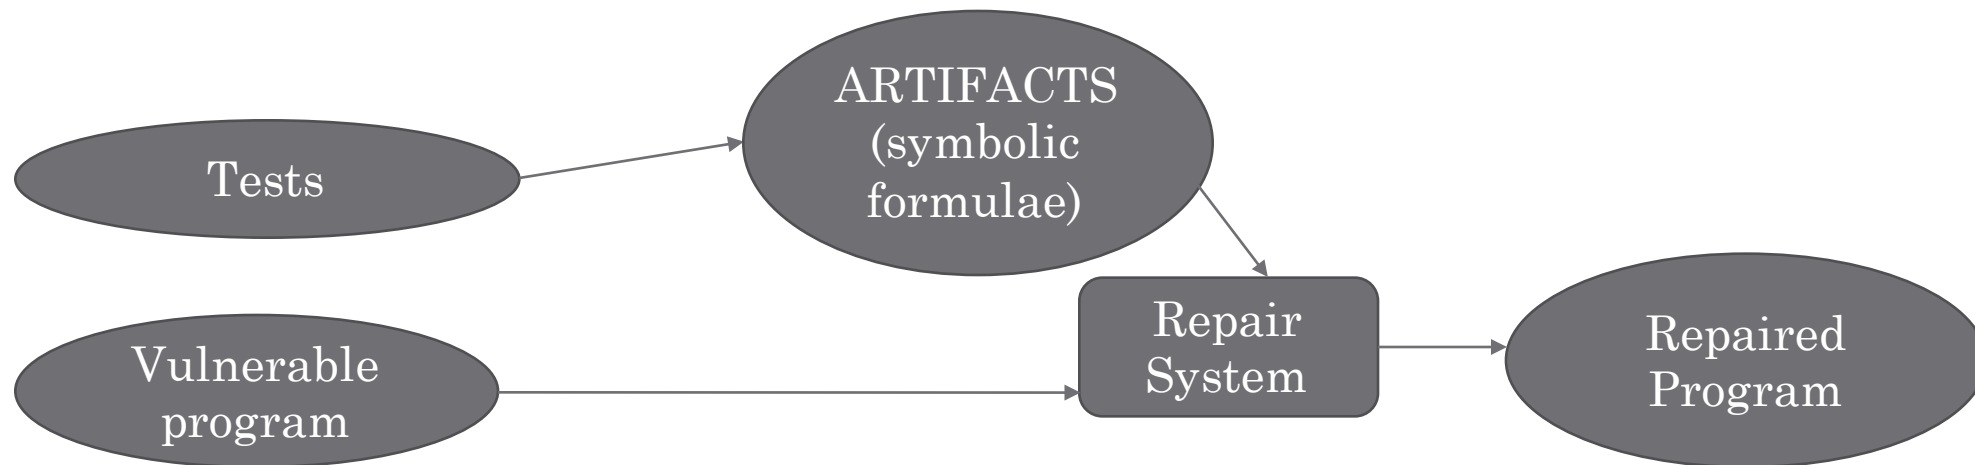 Tests
ARTIFACTS
(symbolic
formulae)
Vulnerable
program
Repair
System
Repaired
Program